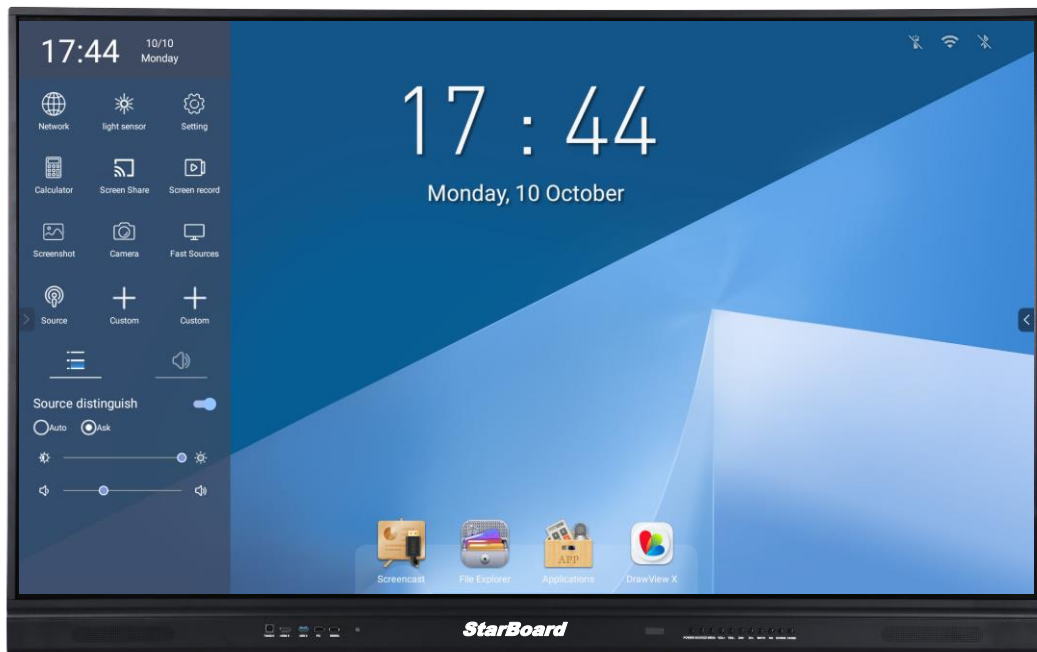 17:44
10/10
Monday
Network
light sensor
Setting
Calculator
Screen Share
Screen record
Screenshot
Camera
Fast Sources
Source
Custom
Custom
Source distinguish
Auto
Ask
17 : 44
Monday, 10 October
Screencast
File Explorer
Applications
APP
DrawView X
StarBoard